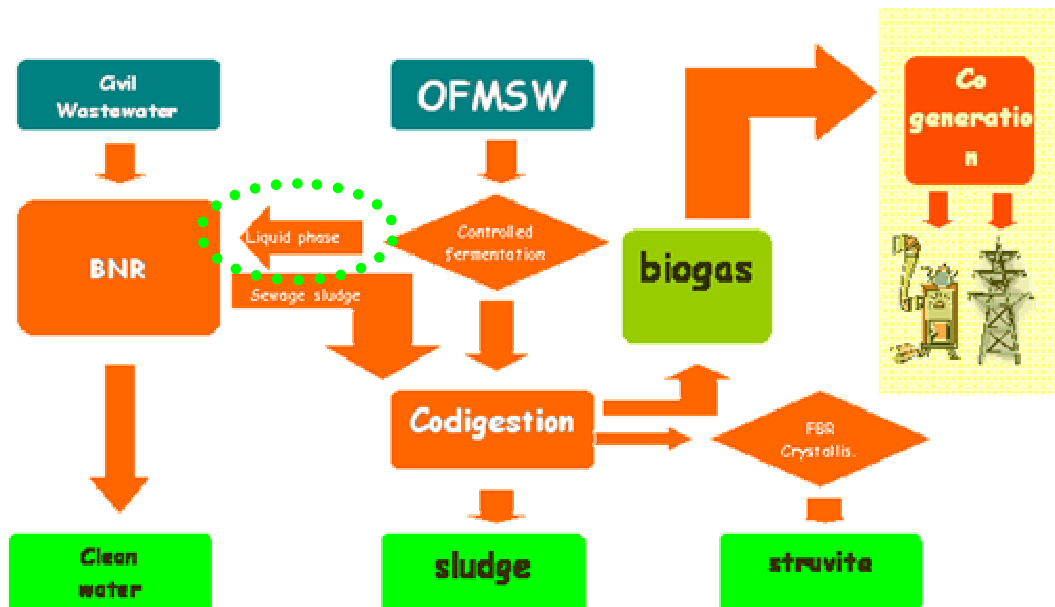 Civil
Wastewater
OFMSW
Co
generatio
n
Liquid phase
Controlled
fermentation
BNR
biogas
Sewage sludge
Codigestion
FBR
Crystallis.
Clean
water
sludge
struvite